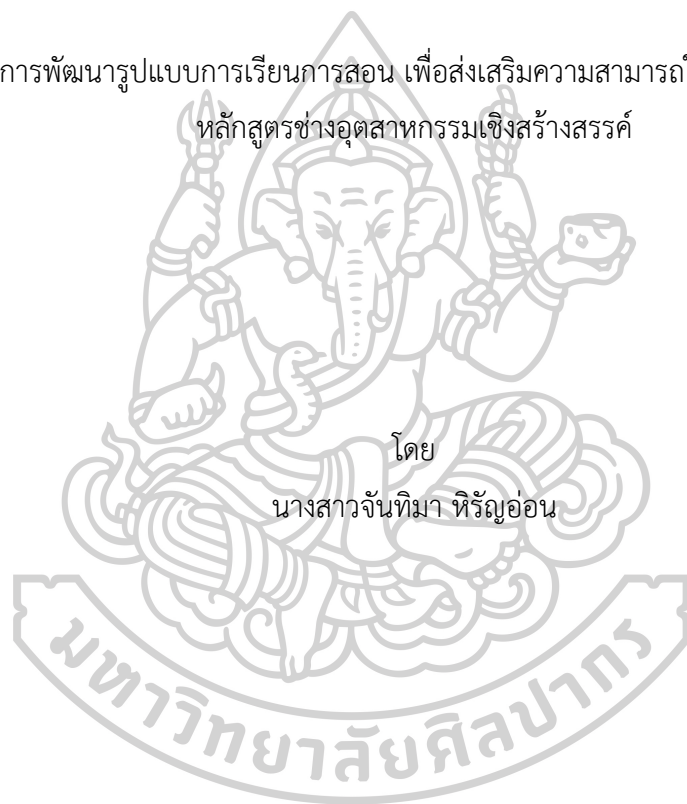 การพัฒนารูปแบบการเรียนการสอน เพื่อส่งเสริมความสามารถ
หลักสูตรช่างอุตสาหกรรมเชิงสร้างสรรค์
โดย
นางสาวจันทิมา หิรัญอ่อน
มหาวิทยาลัยศิลปากร